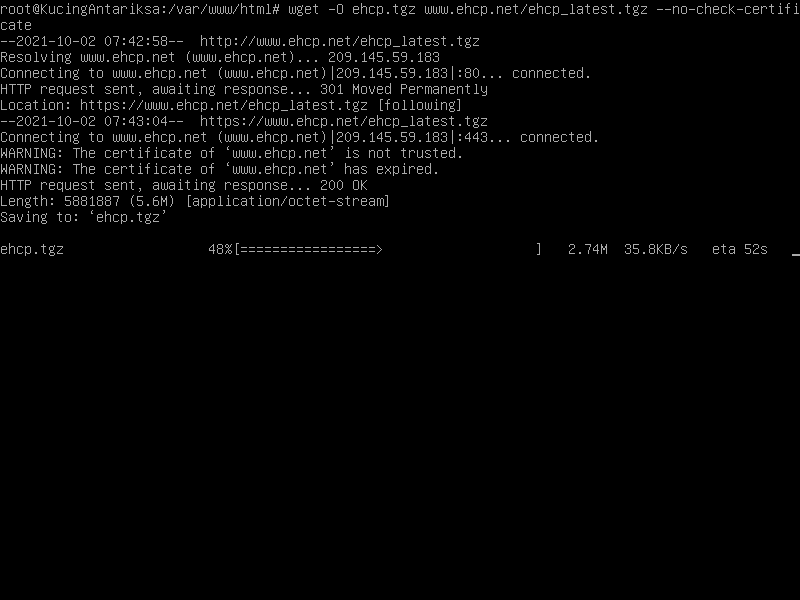 root@KucingAntariksa:/var/www/html# wget -O ehcp.tgz www.ehcp.net/ehcp_latest.tgz --no-check-certifi
cate
--2021-10-02 07:42:58--  http://www.ehcp.net/ehcp_latest.tgz
Resolving www.ehcp.net (www.ehcp.net)... 209.145.59.183
Connecting to www.ehcp.net (www.ehcp.net)|209.145.59.183|:80... connected.
HTTP request sent, awaiting response... 301 Moved Permanently
Location: https://www.ehcp.net/ehcp_latest.tgz [following]
--2021-10-02 07:43:04--  https://www.ehcp.net/ehcp_latest.tgz
Connecting to www.ehcp.net (www.ehcp.net)|209.145.59.183|:443... connected.
WARNING: The certificate of ‘www.ehcp.net’ is not trusted.
WARNING: The certificate of ‘www.ehcp.net’ has expired.
HTTP request sent, awaiting response... 200 OK
Length: 5881887 (5.6M) [application/octet-stream]
Saving to: ‘ehcp.tgz’
ehcp.tgz                  48%[=================>                   ]   2.74M  35.8KB/s   eta 52s   _